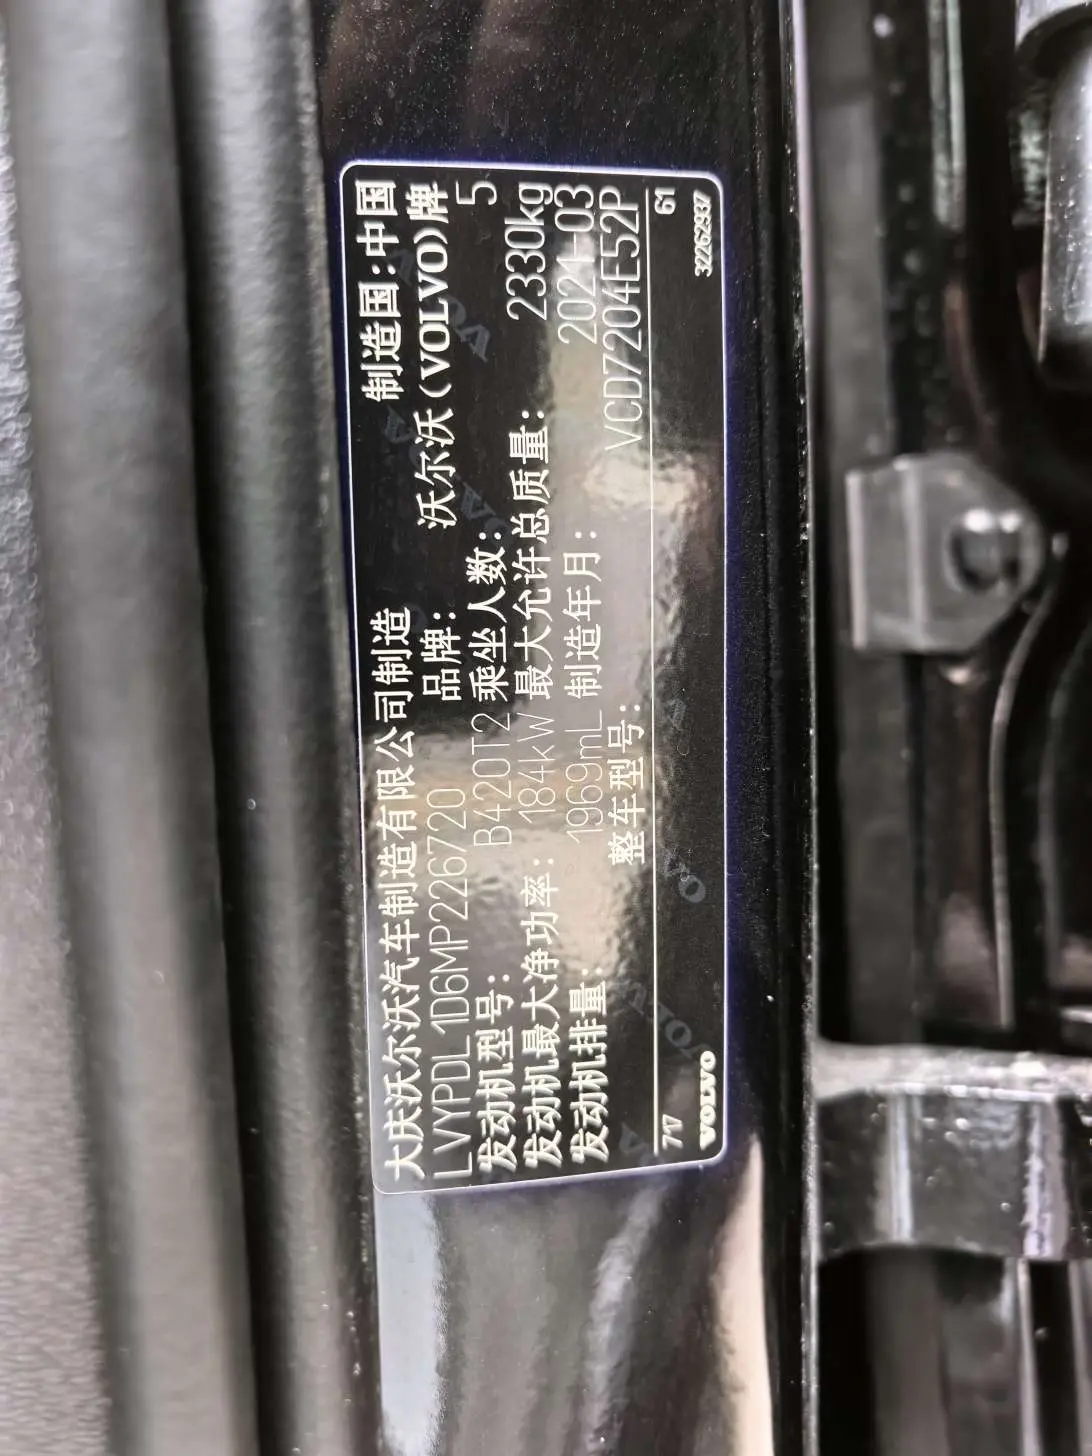 大庆沃尔沃汽车制造有限公司制造 制造国:中国
LVYPDL1D6MP226720 品牌: 沃尔沃(VOLVO)牌
发动机型号: B420T2 乘坐人数: 5
发动机最大净功率: 184kW 最大允许总质量: 2330kg
发动机排量: 1969mL 制造年月: 2021-03
整车型号: VCD7204E52P
717 61
VOLVO 32262937